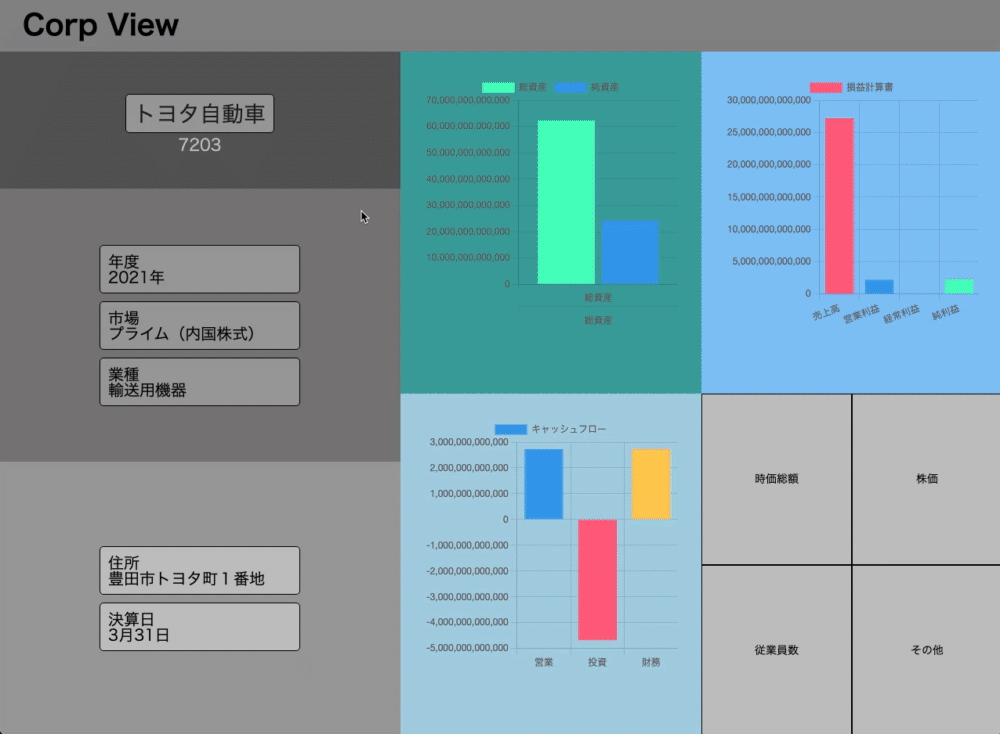 Corp View
トヨタ自動車
7203
年度
2021年
市場
プライム（内国株式）
業種
輸送用機器
住所
豊田市トヨタ町１番地
決算日
3月31日
総資産 純資産
70,000,000,000,000
60,000,000,000,000
50,000,000,000,000
40,000,000,000,000
30,000,000,000,000
20,000,000,000,000
10,000,000,000,000
0
総資産
総資産
損益計算書
30,000,000,000,000
25,000,000,000,000
20,000,000,000,000
15,000,000,000,000
10,000,000,000,000
5,000,000,000,000
0
売上高 営業利益 経常利益 純利益
キャッシュフロー
3,000,000,000,000
2,000,000,000,000
1,000,000,000,000
0
-1,000,000,000,000
-2,000,000,000,000
-3,000,000,000,000
-4,000,000,000,000
-5,000,000,000,000
営業 投資 財務
時価総額 株価
従業員数 その他